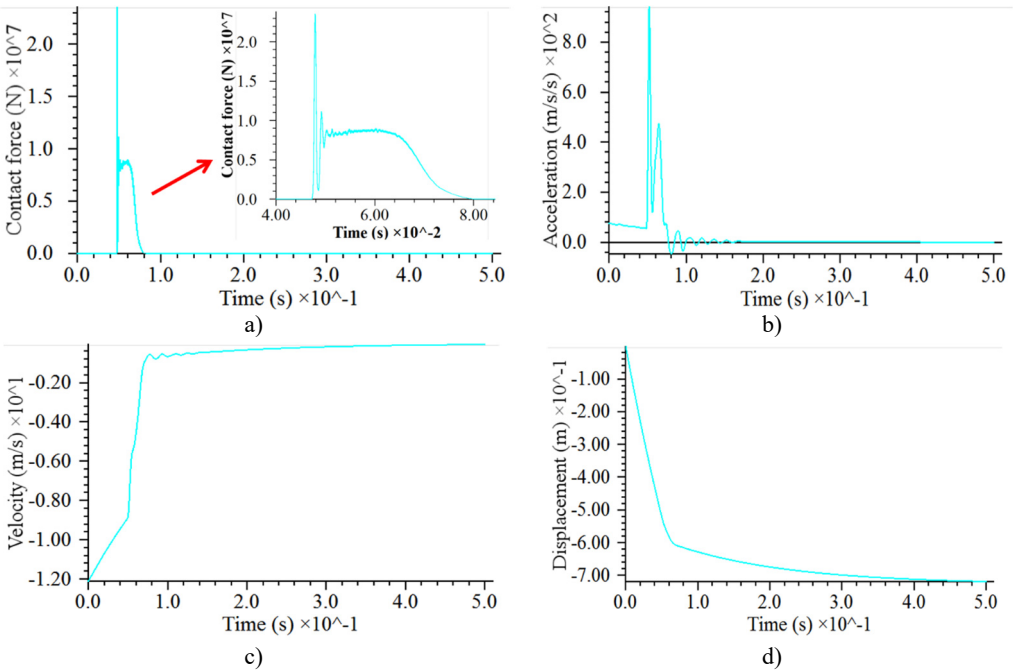 Contact force (N) ×10^7
2.0
1.5
1.0
0.5
0.0
0.0 1.0 2.0 3.0 4.0 5.0
Time (s) ×10^-1
Contact force (N) ×10^7
2.0
1.5
1.0
0.5
0.0
4.00 6.00 8.00
Time (s) ×10^-2
a)
Acceleration (m/s/s) ×10^2
8.0
6.0
4.0
2.0
0.0
0.0 1.0 2.0 3.0 4.0 5.0
Time (s) ×10^-1
b)
Velocity (m/s) ×10^1
-0.20
-0.40
-0.60
-0.80
-1.00
-1.20
0.0 1.0 2.0 3.0 4.0 5.0
Time (s) ×10^-1
c)
Displacement (m) ×10^-1
-1.00
-2.00
-3.00
-4.00
-5.00
-6.00
-7.00
0.0 1.0 2.0 3.0 4.0 5.0
Time (s) ×10^-1
d)